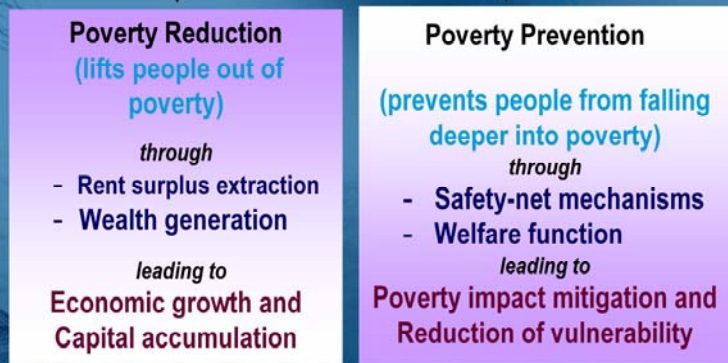 Poverty Reduction
(lifts people out of
poverty)
through
- Rent surplus extraction
- Wealth generation
leading to
Economic growth and
Capital accumulation
Poverty Prevention
(prevents people from falling
deeper into poverty)
through
- Safety-net mechanisms
- Welfare function
leading to
Poverty impact mitigation and
Reduction of vulnerability